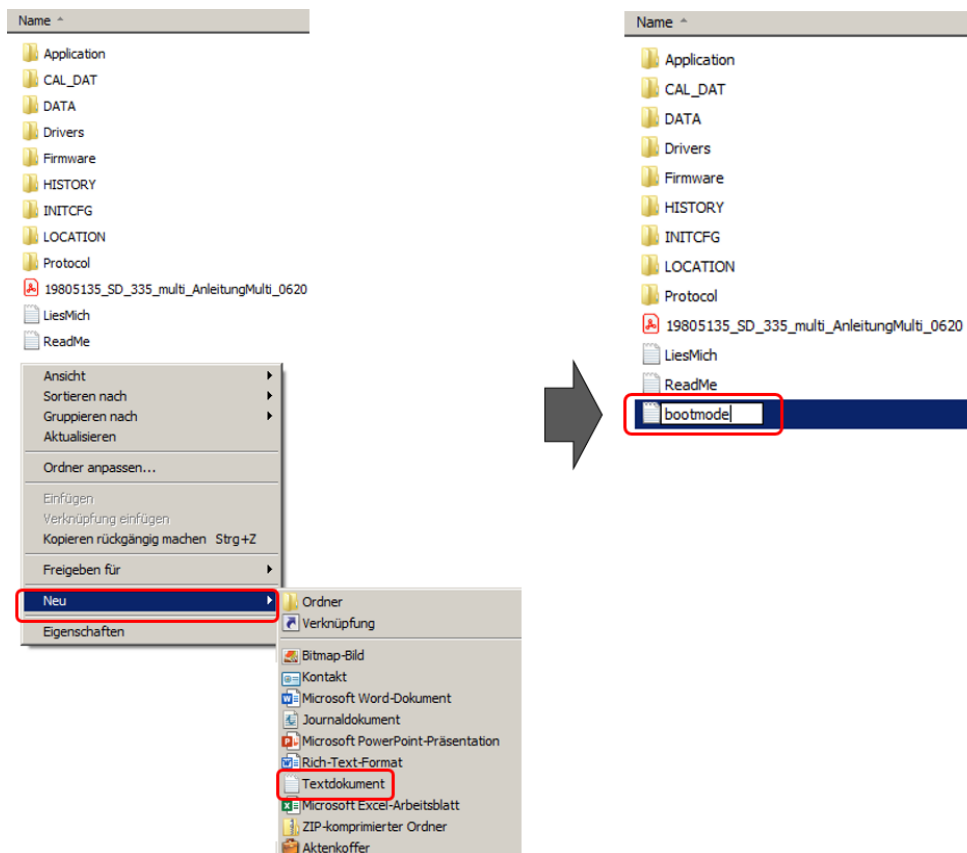 Name
Application
CAL_DAT
DATA
Drivers
Firmware
HISTORY
INITCFG
LOCATION
Protocol
19805135_SD_335_multi_AnleitungMulti_0620
LiesMich
ReadMe
Ansicht
Sortieren nach
Gruppieren nach
Aktualisieren
Ordner anpassen...
Einfügen
Verknüpfung einfügen
Kopieren rückgängig machen Strg+Z
Freigeben für
Neu
Eigenschaften
Ordner
Verknüpfung
Bitmap-Bild
Kontakt
Microsoft Word-Dokument
Journaldokument
Microsoft PowerPoint-Präsentation
Rich-Text-Format
Textdokument
Microsoft Excel-Arbeitsblatt
ZIP-komprimierter Ordner
Aktenkoffer
Name
Application
CAL_DAT
DATA
Drivers
Firmware
HISTORY
INITCFG
LOCATION
Protocol
19805135_SD_335_multi_AnleitungMulti_0620
LiesMich
ReadMe
bootmode